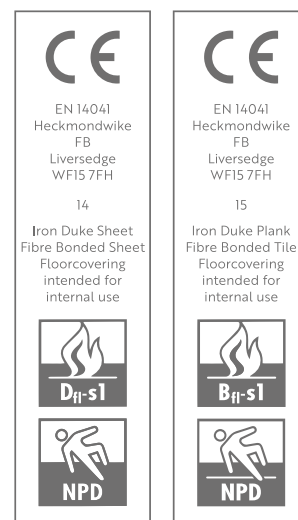 CE
EN 14041
Heckmondwike
FB
Liversedge
WF15 7FH
14
Iron Duke Sheet
Fibre Bonded Sheet
Floorcovering
intended for
internal use
Dfl-s1
NPD
CE
EN 14041
Heckmondwike
FB
Liversedge
WF15 7FH
15
Iron Duke Plank
Fibre Bonded Tile
Floorcovering
intended for
internal use
Bfl-s1
NPD